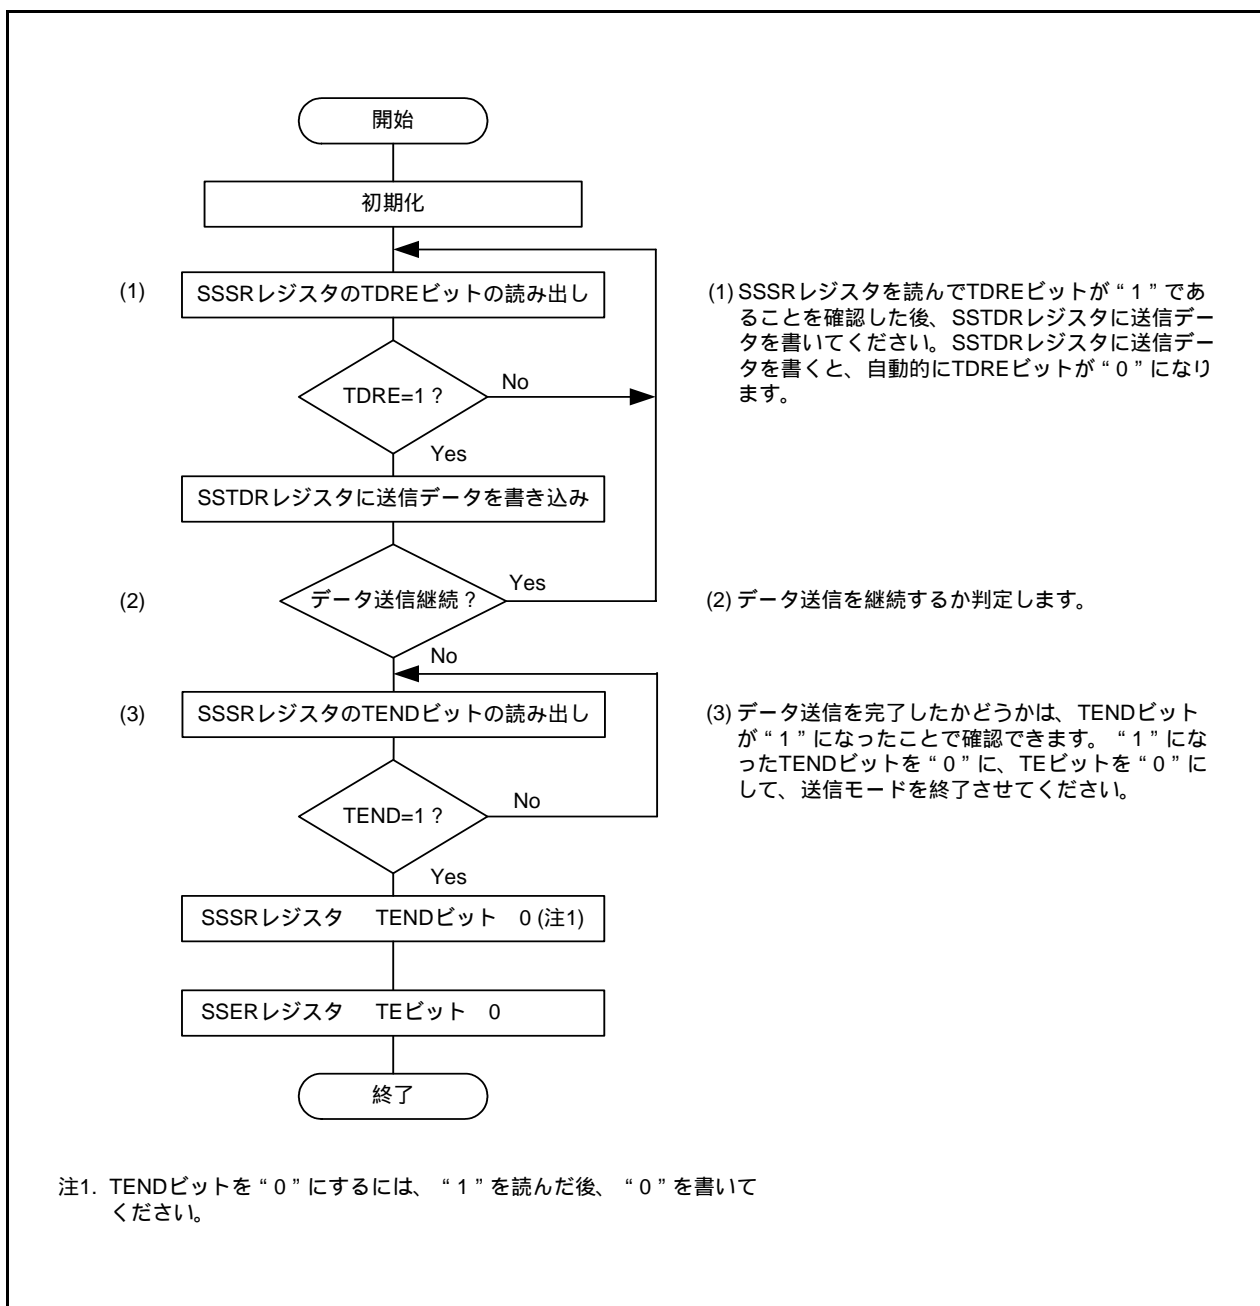 開始
初期化
(1)
SSSRレジスタのTDREビットの読み出し
TDRE=1 ?
No
Yes
SSTDRレジスタに送信データを書き込み
(2)
データ送信継続 ?
Yes
No
(3)
SSSRレジスタのTENDビットの読み出し
TEND=1 ?
No
Yes
SSSRレジスタ TENDビット 0 (注1)
SSERレジスタ TEビット 0
終了
(1) SSSRレジスタを読んでTDREビットが “ 1 ” であ
ることを確認した後、SSTDRレジスタに送信デー
タを書いてください。SSTDRレジスタに送信デー
タを書くと、自動的にTDREビットが “ 0 ” になり
ます。
(2) データ送信を継続するか判定します。
(3) データ送信を完了したかどうかは、TENDビット
が “ 1 ” になったことで確認できます。 “ 1 ” にな
ったTENDビットを “ 0 ” に、TEビットを “ 0 ” に
して、送信モードを終了させてください。
注1. TENDビットを “ 0 ” にするには、 “ 1 ” を読んだ後、 “ 0 ” を書いて
ください。